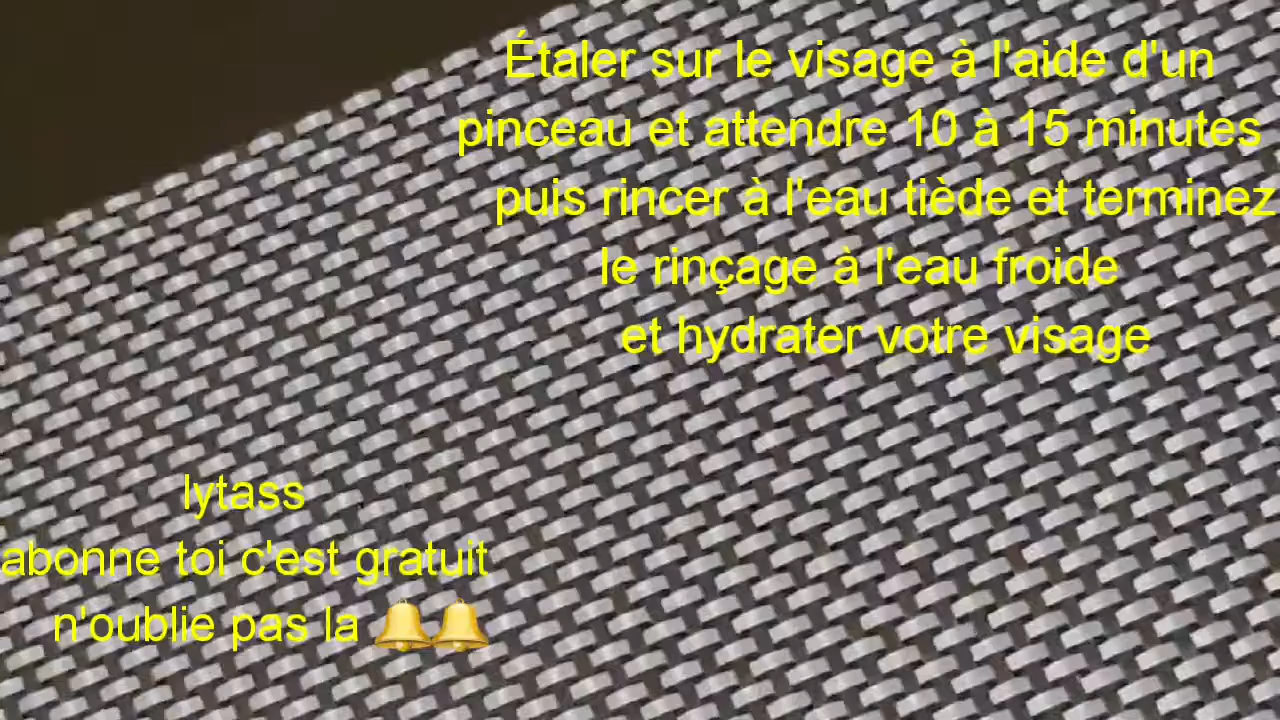 Étaler sur le visage à l'aide d'un
pinceau et attendre 10 à 15 minutes
puis rincer à l'eau tiède et terminez
le rinçage à l'eau froide
et hydrater votre visage
lytass
abonne toi c'est gratuit
n'oublie pas la 🔔🔔